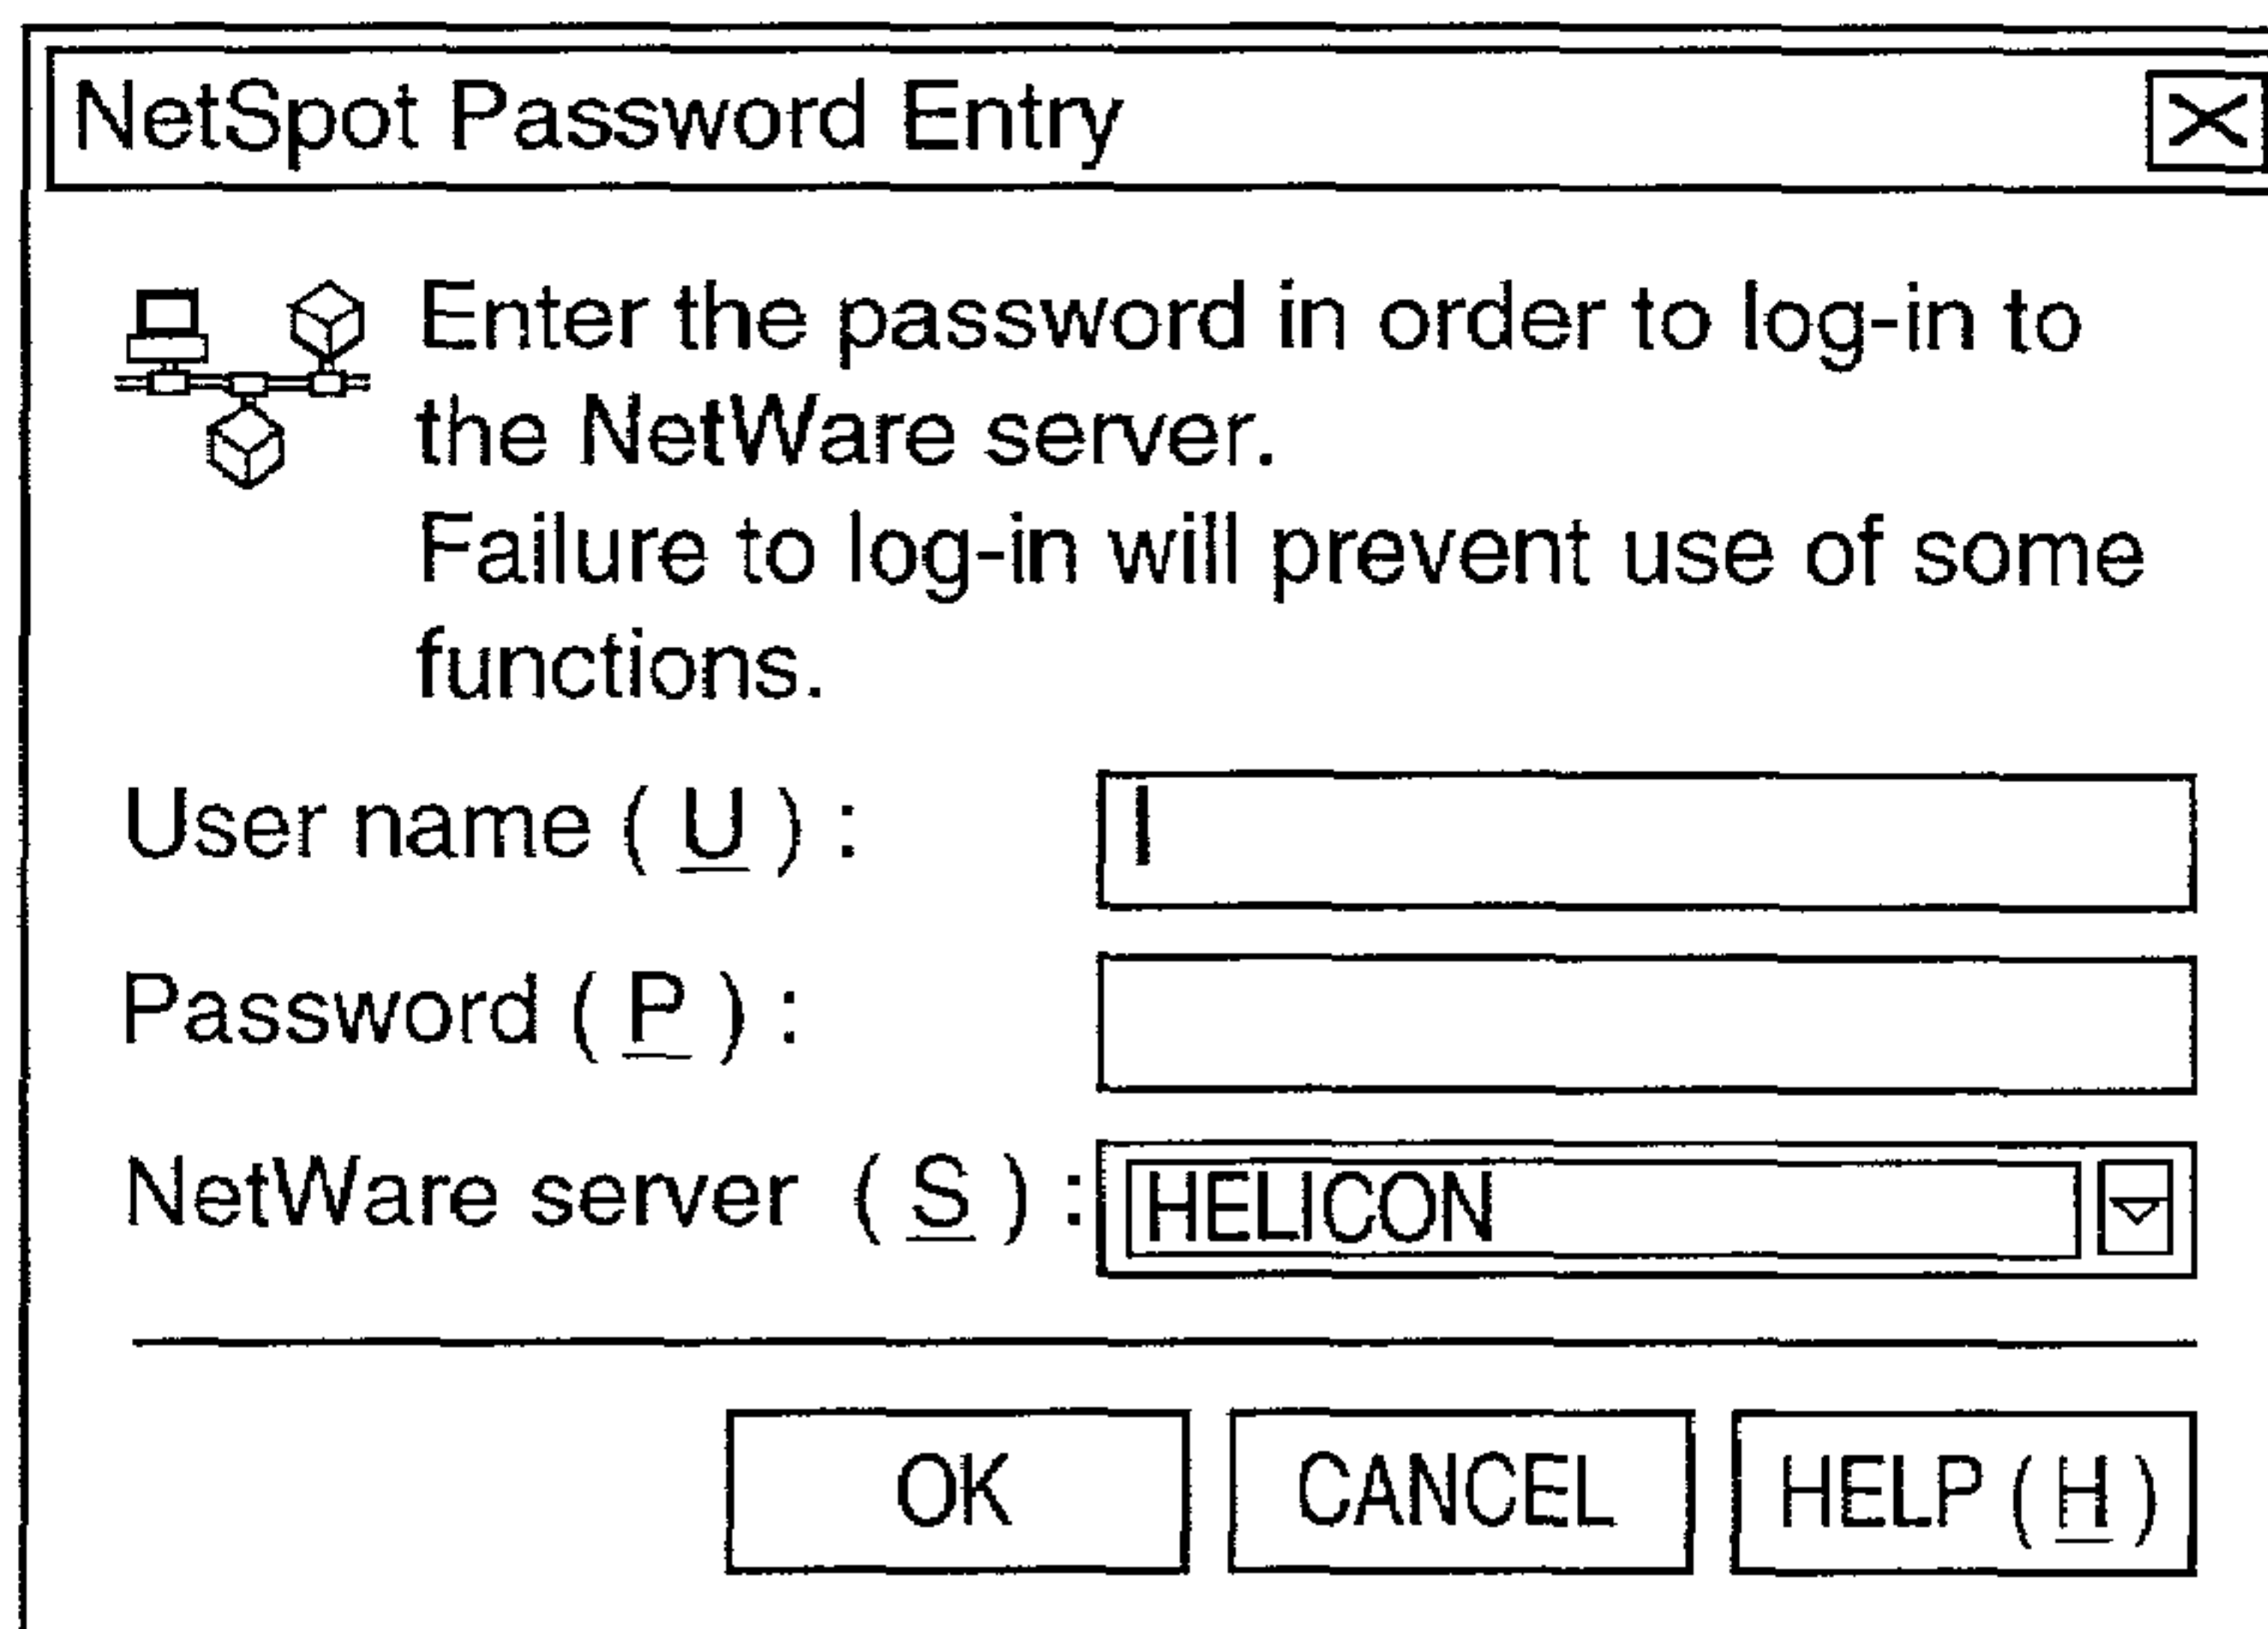 NetSpot Password Entry
Enter the password in order to log-in to
the NetWare server.
Failure to log-in will prevent use of some
functions.
User name ( U ) :
Password ( P ) :
NetWare server ( S ) : HELICON
OK CANCEL HELP ( H )